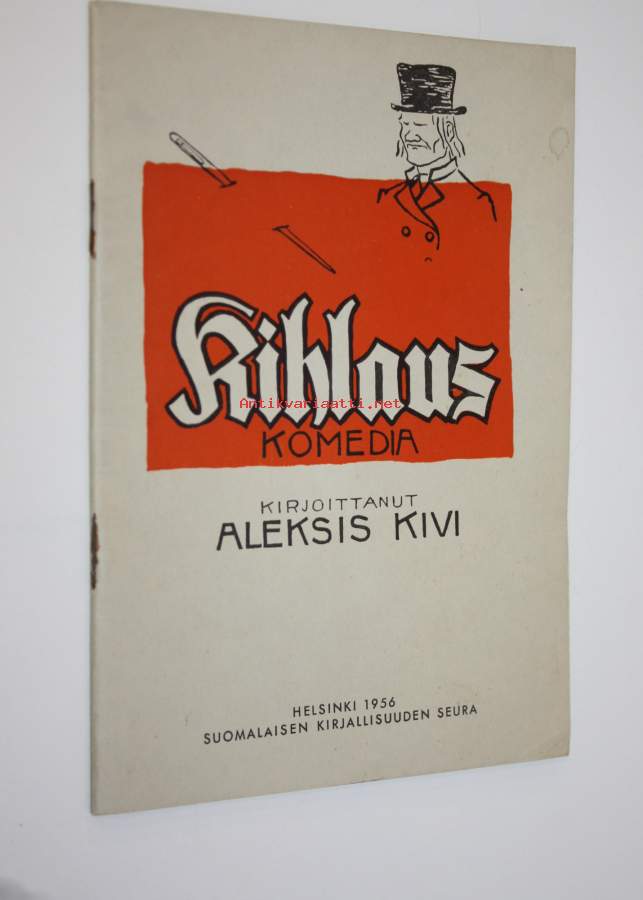 Kihlaus
Antikvariaatti.net
KOMEDIA
KIRJOITTANUT
ALEKSIS KIVI
HELSINKI 1956
SUOMALAISEN KIRJALLISUUDEN SEURA